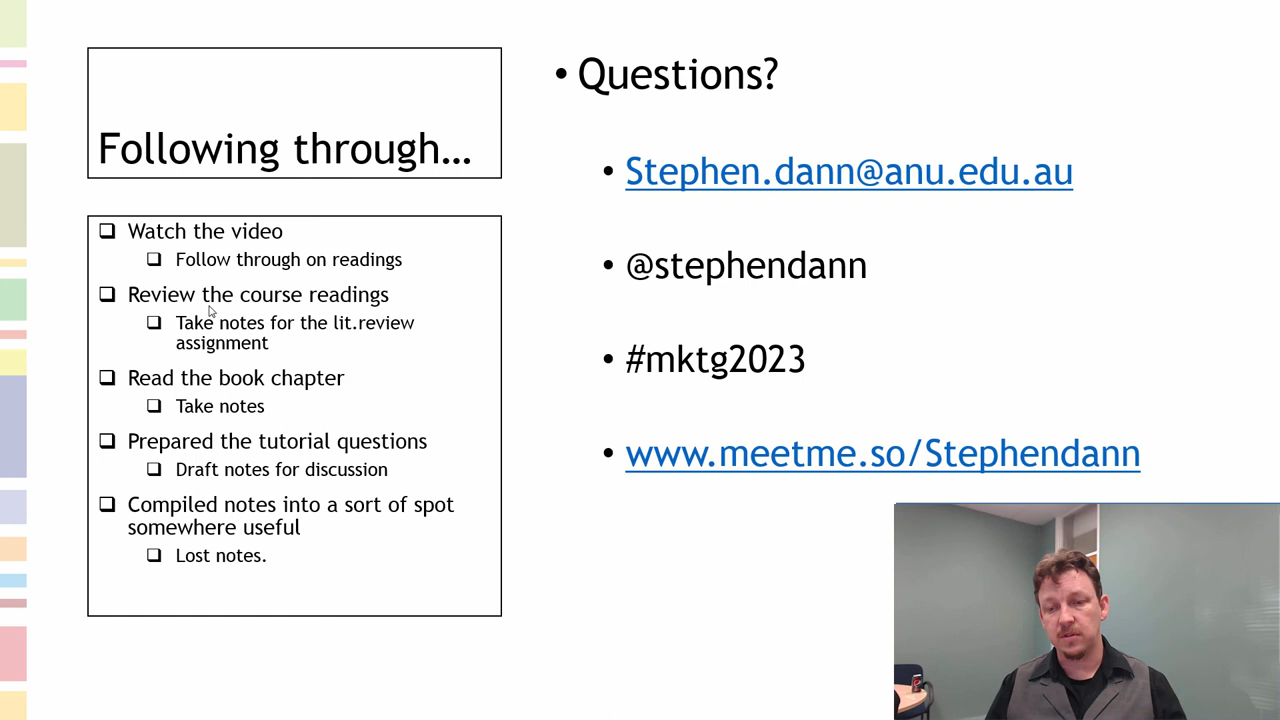 Following through...
Watch the video
Follow through on readings
Review the course readings
Take notes for the lit.review
assignment
Read the book chapter
Take notes
Prepared the tutorial questions
Draft notes for discussion
Compiled notes into a sort of spot
somewhere useful
Lost notes.
• Questions?
• Stephen.dann@anu.edu.au
• @stephendann
• #mktg2023
• www.meetme.so/Stephendann